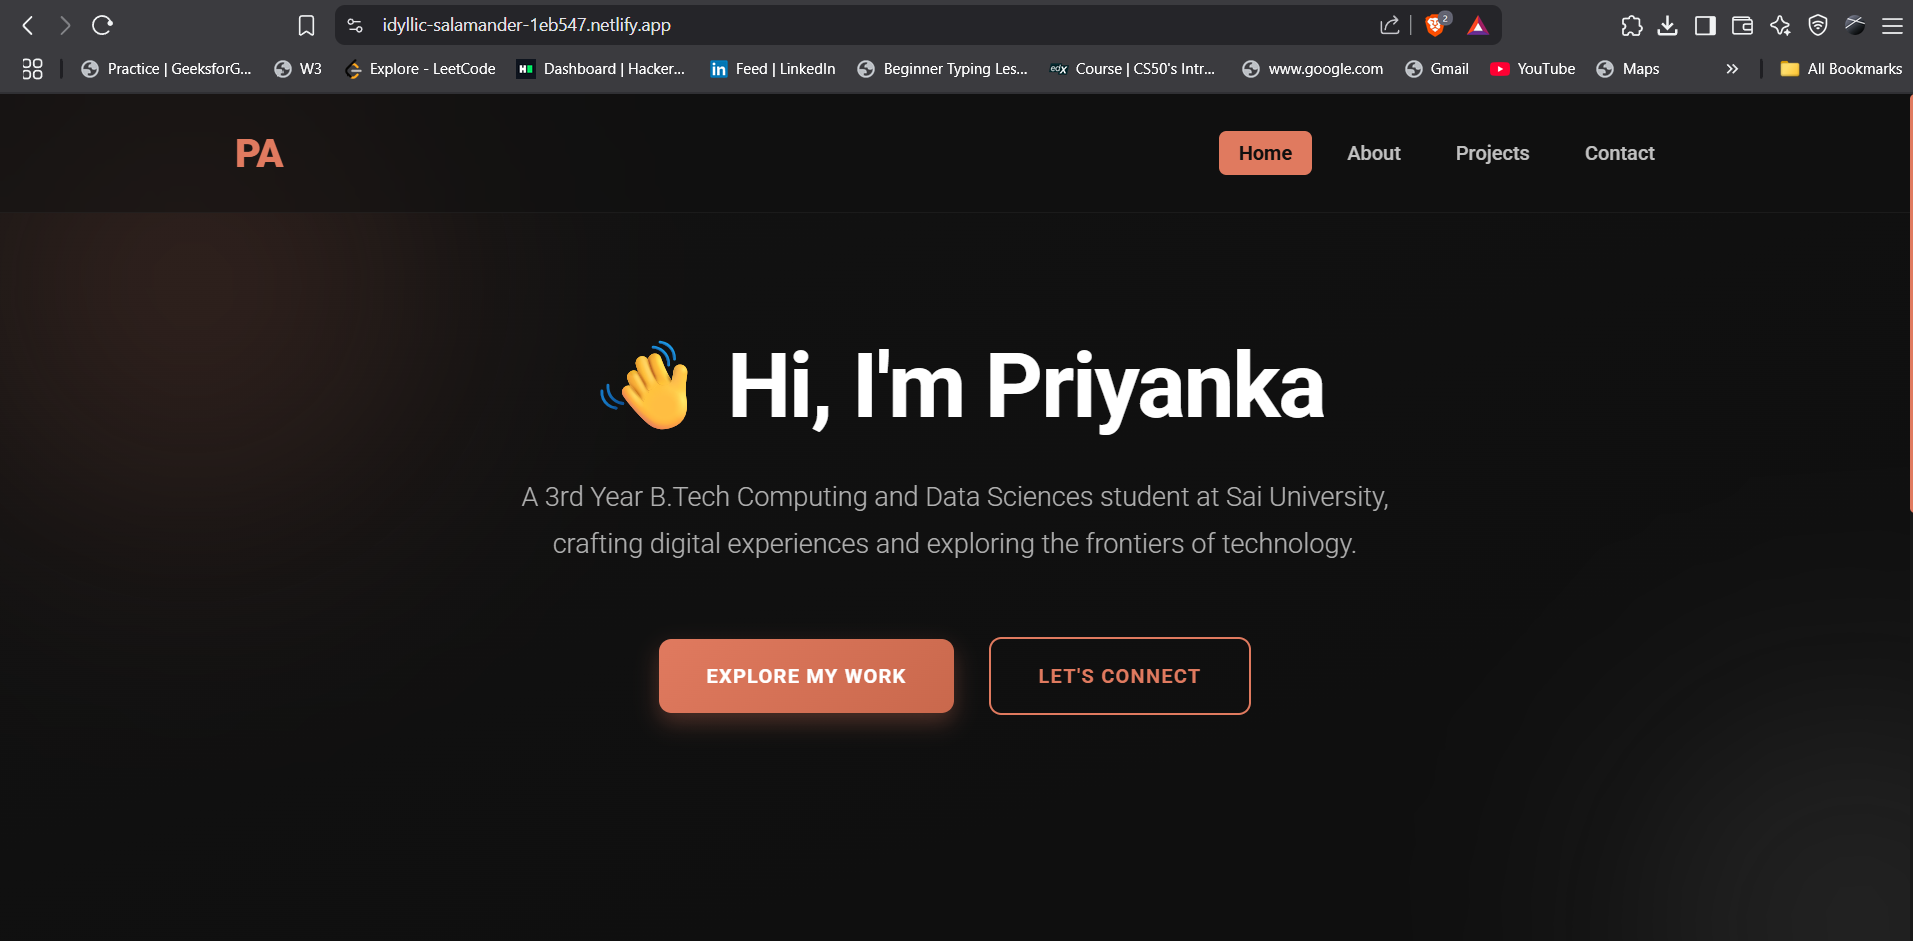 idyllic-salamander-1eb547.netlify.app
2
Practice | GeeksforG...
W3
Explore - LeetCode
Dashboard | Hacker...
Feed | LinkedIn
Beginner Typing Les...
edX
Course | CS50's Intr...
www.google.com
Gmail
YouTube
Maps
All Bookmarks
PA
Home
About
Projects
Contact
👋 Hi, I'm Priyanka
A 3rd Year B.Tech Computing and Data Sciences student at Sai University,
crafting digital experiences and exploring the frontiers of technology.
EXPLORE MY WORK
LET'S CONNECT